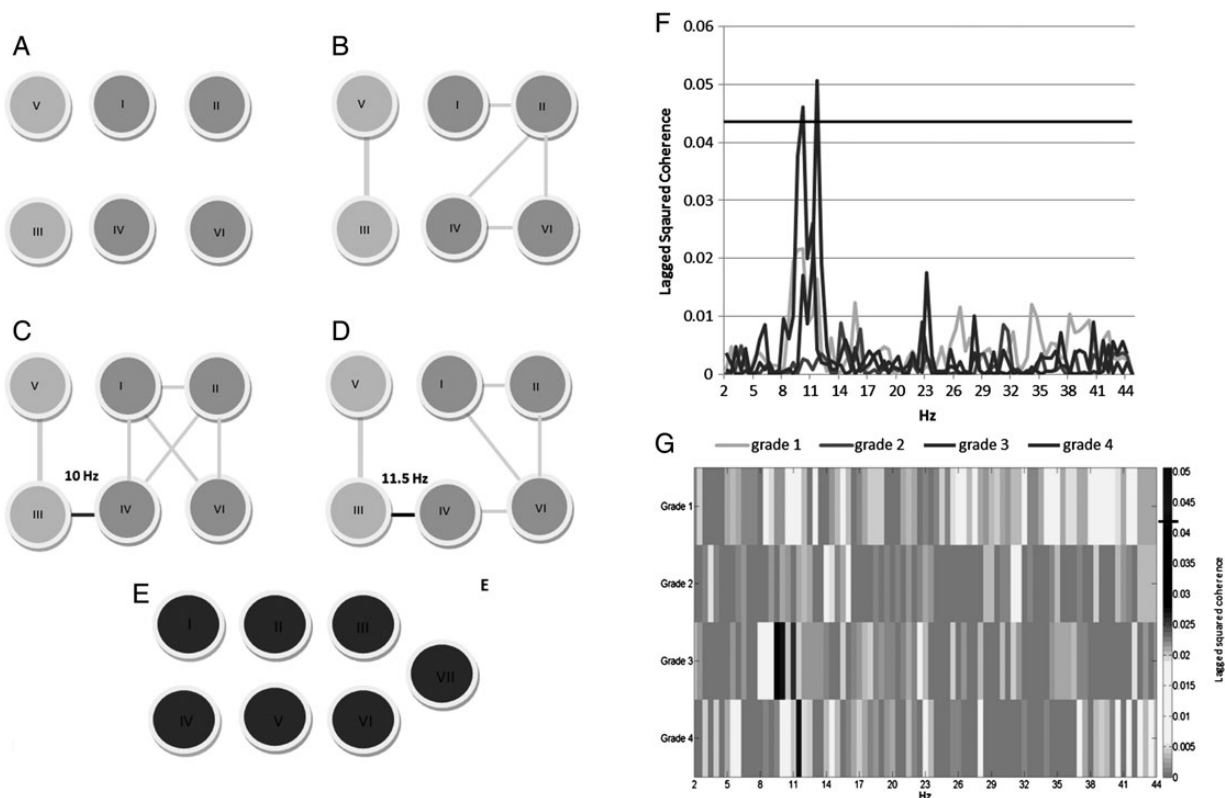 A
V I II
III IV VI
B
V I II
III IV VI
C
V I II
10 Hz
III IV VI
D
V I II
11.5 Hz
III IV VI
E
E
I II III
VII
IV V VI
F
0.06
0.05
0.04
0.03
0.02
0.01
0
Lagged Sqaured Coherence
2 5 8 11 14 17 20 23 26 29 32 35 38 41 44
Hz
G
grade 1 grade 2 grade 3 grade 4
Grade 1
Grade 2
Grade 3
Grade 4
2 5 8 11 14 17 20 23 26 29 32 35 38 41 44
Hz
0.05
0.045
0.04
0.035
0.03
0.025
0.02
0.015
0.01
0.005
0
Lagged squared coherence